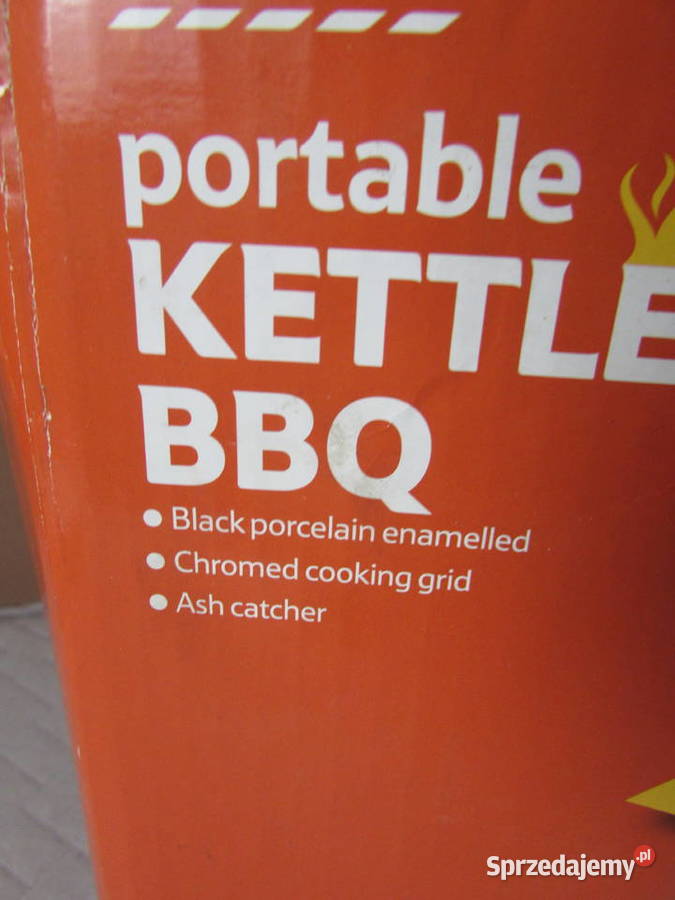 portable
KETTLE
BBQ
• Black porcelain enamelled
• Chromed cooking grid
• Ash catcher
Sprzedajemy.pl